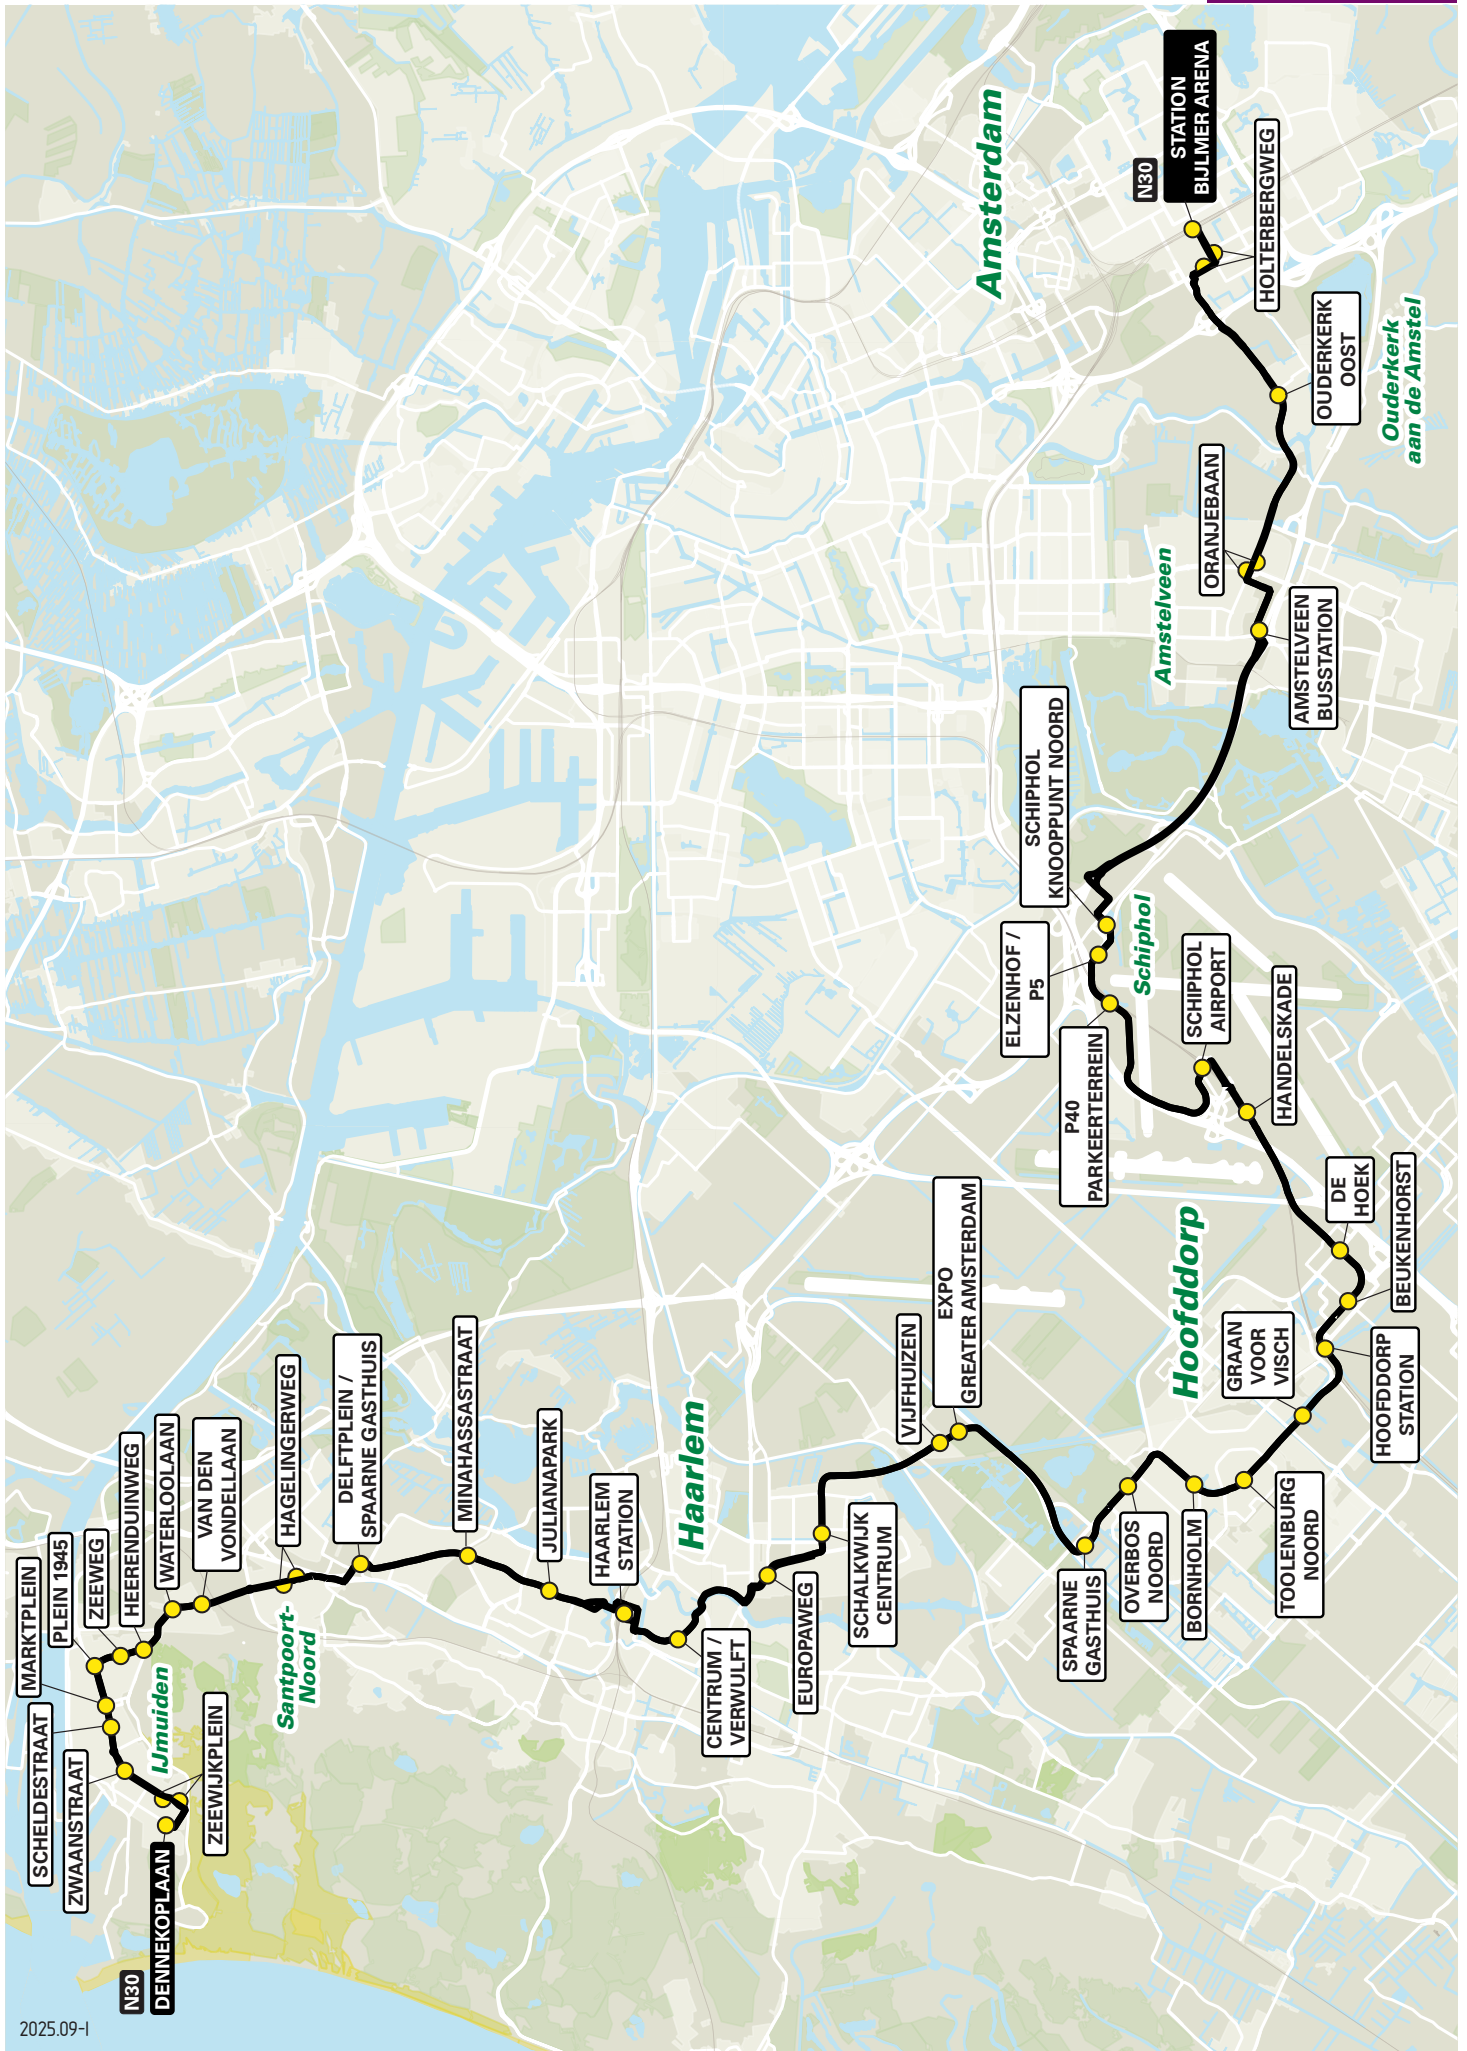 N30
DENNEKOPLAAN
ZEEWIJKPLEIN
ZWAANSTRAAT
SCHELDESTRAAT
MARKTPLEIN
PLEIN 1945
ZEEWEG
HEERENDUINWEG
IJmuiden
WATERLOOLAAN
VAN DEN
VONDELLAAN
HAGELINGERWEG
Santpoort-
Noord
DELFTPLEIN /
SPAARNE GASTHUIS
MINAHASSASTRAAT
JULIANAPARK
HAARLEM
STATION
Haarlem
CENTRUM /
VERWULFT
EUROPAWEG
SCHALKWIJK
CENTRUM
VIJFHUIZEN
EXPO
GREATER AMSTERDAM
SPAARNE
GASTHUIS
OVERBOS
NOORD
BORNHOLM
TOOLENBURG
NOORD
Hoofddorp
GRAAN
VOOR
VISCH
HOOFDDORP
STATION
BEUKENHORST
DE
HOEK
HANDELSKADE
SCHIPHOL
AIRPORT
Schiphol
P40
PARKEERTERREIN
ELZENHOF /
P5
SCHIPHOL
KNOOPPUNT NOORD
Amstelveen
AMSTELVEEN
BUSSTATION
ORANJEBAAN
OUDERKERK
OOST
Ouderkerk
aan de Amstel
Amsterdam
HOLTERBERGWEG
N30
STATION
BIJLMER ARENA
2025.09-I